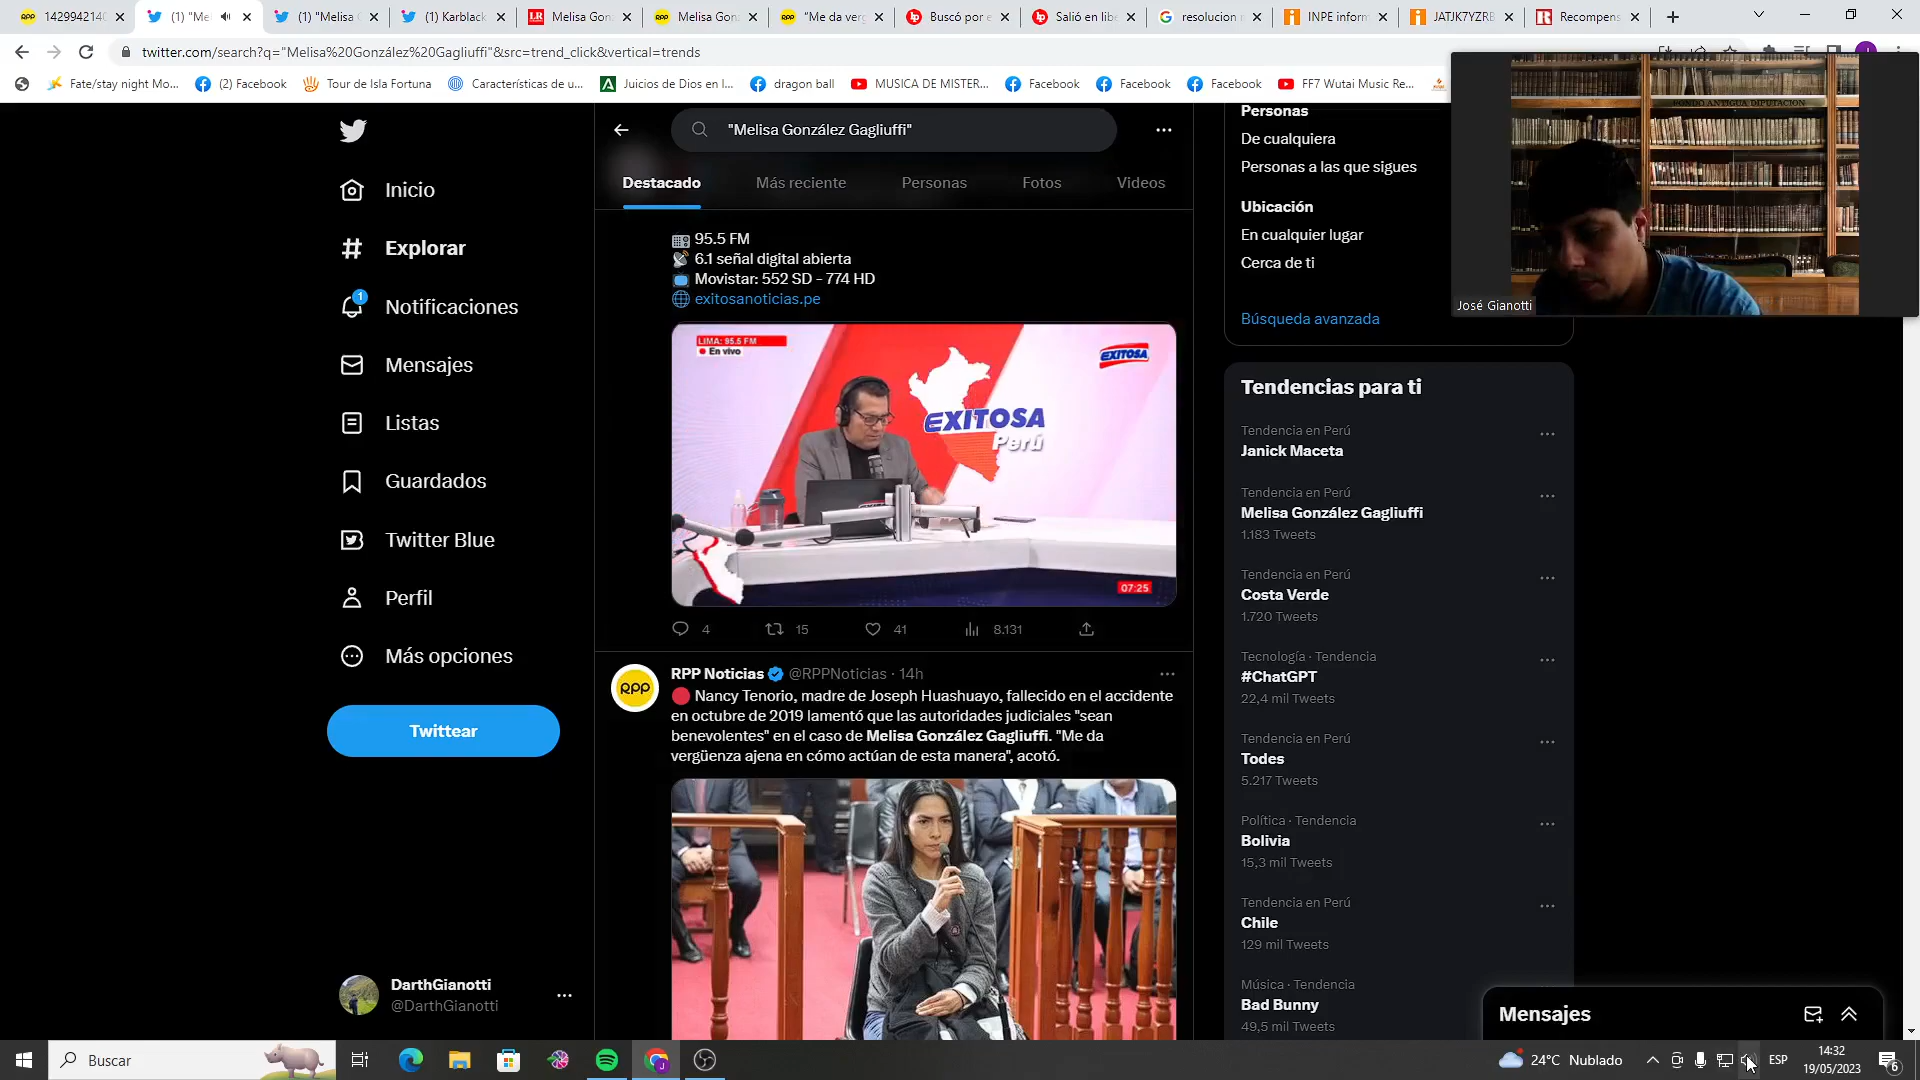 1429942140
(1) "Me
(1) "Melisa
(1) Karblack
Melisa Gon
Melisa Gon
"Me da verg
Buscó por e
Salió en libe
resolucion
INPE inform
JATJK7YZRB
Recompens
twitter.com/search?q="Melisa%20González%20Gagliuffi"&src=trend_click&vertical=trends
Fate/stay night Mo...
(2) Facebook
Tour de Isla Fortuna
Características de u...
Juicios de Dios en l...
dragon ball
MUSICA DE MISTER...
Facebook
Facebook
Facebook
FF7 Wutai Music Re...
Inicio
Explorar
1
Notificaciones
Mensajes
Listas
Guardados
Twitter Blue
Perfil
Más opciones
Twittear
DarthGianotti
@DarthGianotti
"Melisa González Gagliuffi"
Destacado
Más reciente
Personas
Fotos
Videos
95.5 FM
6.1 señal digital abierta
Movistar: 552 SD - 774 HD
exitosanoticias.pe
LIMA: 95.5 FM
En vivo
EXITOSA
EXITOSA
Perú
07:25
4
15
41
8.131
RPP
RPP Noticias @RPPNoticias · 14h
Nancy Tenorio, madre de Joseph Huashuayo, fallecido en el accidente
en octubre de 2019 lamentó que las autoridades judiciales "sean
benevolentes" en el caso de Melisa González Gagliuffi. "Me da
vergüenza ajena en cómo actúan de esta manera", acotó.
Personas
De cualquiera
Personas a las que sigues
Ubicación
En cualquier lugar
Cerca de ti
Búsqueda avanzada
FONDO ANTIGUA DIPUTACION
José Gianotti
Tendencias para ti
Tendencia en Perú
Janick Maceta
Tendencia en Perú
Melisa González Gagliuffi
1.183 Tweets
Tendencia en Perú
Costa Verde
1.720 Tweets
Tecnología · Tendencia
#ChatGPT
22,4 mil Tweets
Tendencia en Perú
Todes
5.217 Tweets
Política · Tendencia
Bolivia
15,3 mil Tweets
Tendencia en Perú
Chile
129 mil Tweets
Música · Tendencia
Bad Bunny
49,5 mil Tweets
Mensajes
Buscar
24°C Nublado
ESP
14:32
19/05/2023
6